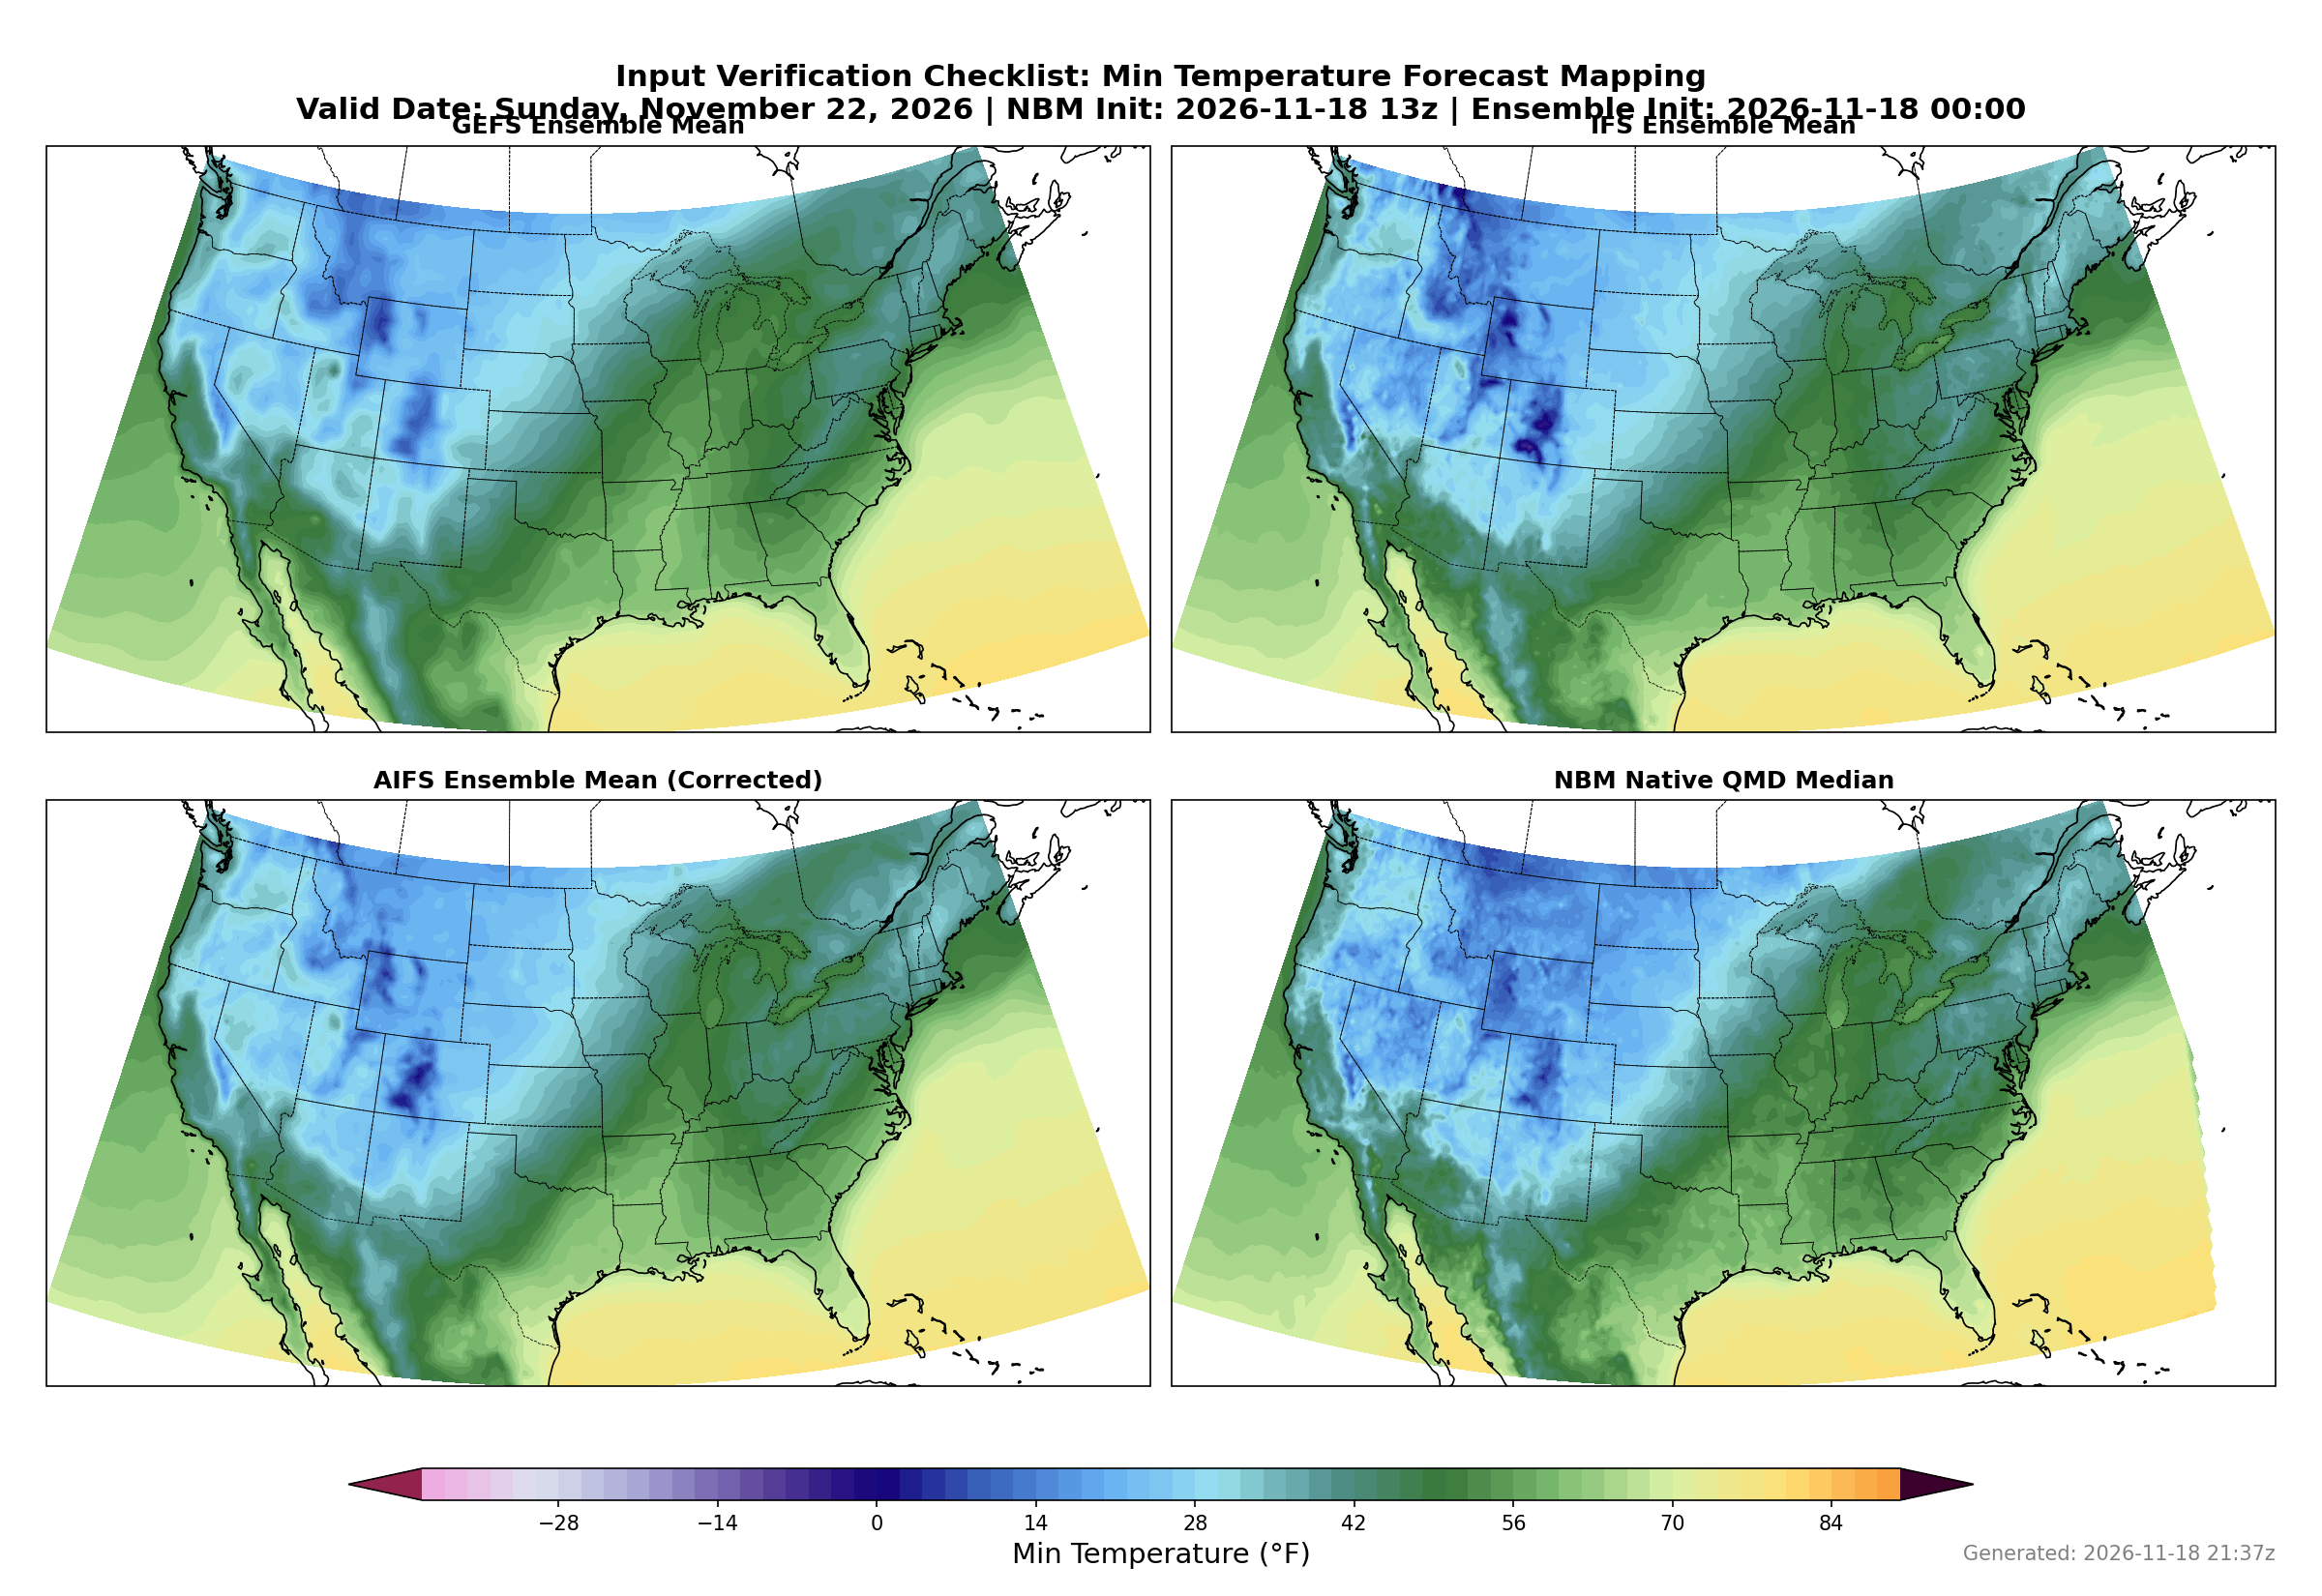 Input Verification Checklist: Min Temperature Forecast Mapping
Valid Date: Sunday, November 22, 2026 | NBM Init: 2026-11-18 13z | Ensemble Init: 2026-11-18 00:00
GEFS Ensemble Mean
IFS Ensemble Mean
AIFS Ensemble Mean (Corrected)
NBM Native QMD Median
−28 −14 0 14 28 42 56 70 84
Min Temperature (°F)
Generated: 2026-11-18 21:37z